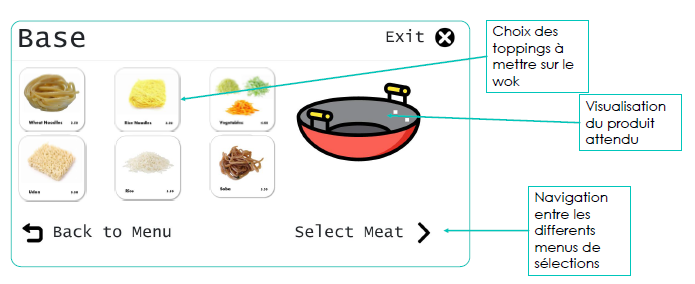 Base
Exit
Choix des
toppings à
mettre sur le
wok
Wheat Noodles
Rice Noodles
Vegetables
Visualisation
du produit
attendu
Udon
Rice
Soba
Back to Menu
Select Meat
Navigation
entre les
differents
menus de
sélections